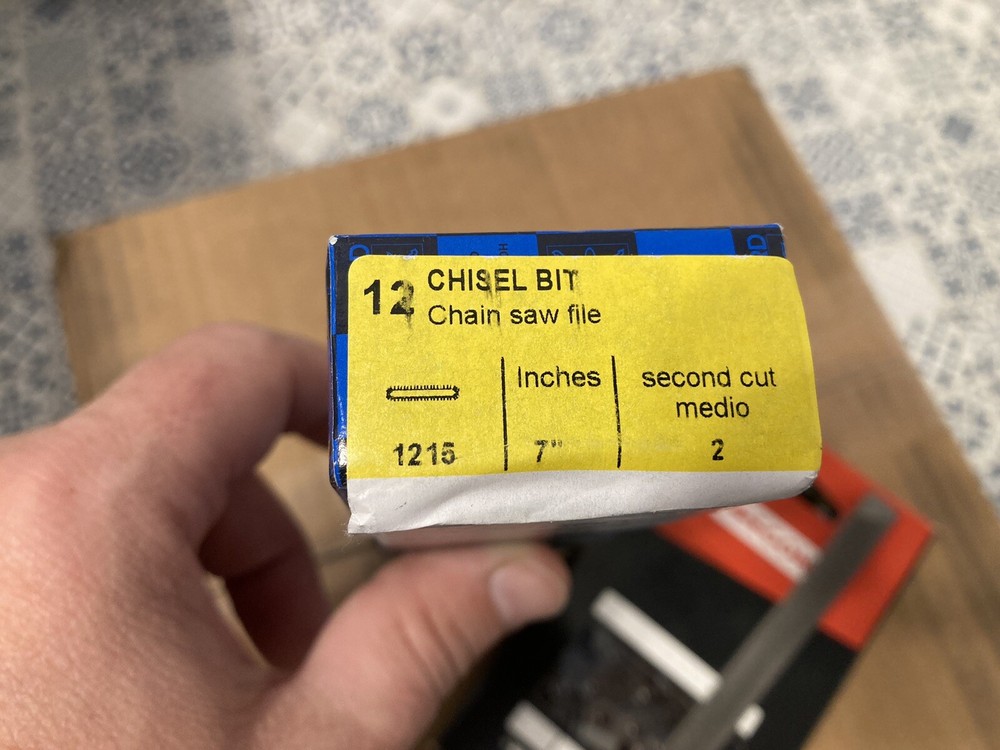 12 CHISEL BIT
Chain saw file
Inches
second cut
medio
1215
7"
2